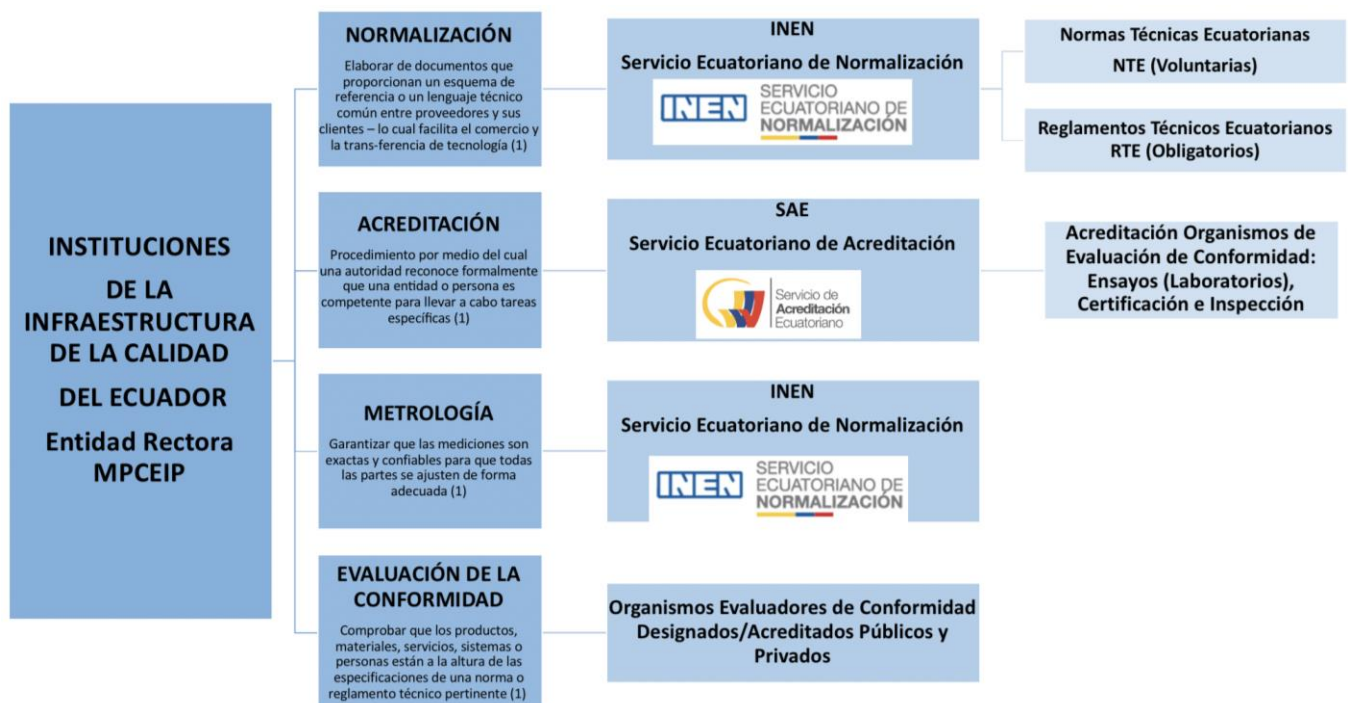 INSTITUCIONES
DE LA
INFRAESTRUCTURA
DE LA CALIDAD
DEL ECUADOR
Entidad Rectora
MPCEIP
NORMALIZACIÓN
Elaborar de documentos que
proporcionan un esquema de
referencia o un lenguaje técnico
común entre proveedores y sus
clientes – lo cual facilita el comercio y
la trans-ferencia de tecnología (1)
INEN
Servicio Ecuatoriano de Normalización
INEN
SERVICIO
ECUATORIANO DE
NORMALIZACIÓN
Normas Técnicas Ecuatorianas
NTE (Voluntarias)
Reglamentos Técnicos Ecuatorianos
RTE (Obligatorios)
ACREDITACIÓN
Procedimiento por medio del cual
una autoridad reconoce formalmente
que una entidad o persona es
competente para llevar a cabo tareas
específicas (1)
SAE
Servicio Ecuatoriano de Acreditación
Servicio de
Acreditación
Ecuatoriano
Acreditación Organismos de
Evaluación de Conformidad:
Ensayos (Laboratorios),
Certificación e Inspección
METROLOGÍA
Garantizar que las mediciones son
exactas y confiables para que todas
las partes se ajusten de forma
adecuada (1)
INEN
Servicio Ecuatoriano de Normalización
INEN
SERVICIO
ECUATORIANO DE
NORMALIZACIÓN
EVALUACIÓN DE LA
CONFORMIDAD
Comprobar que los productos,
materiales, servicios, sistemas o
personas están a la altura de las
especificaciones de una norma o
reglamento técnico pertinente (1)
Organismos Evaluadores de Conformidad
Designados/Acreditados Públicos y
Privados